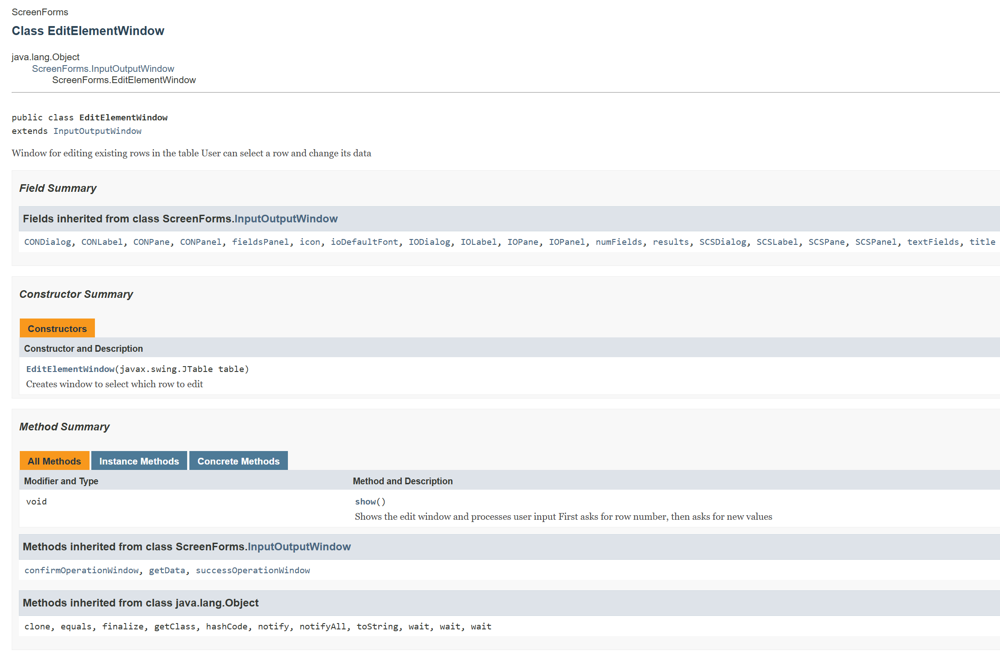 ScreenForms
Class EditElementWindow
java.lang.Object
ScreenForms.InputOutputWindow
ScreenForms.EditElementWindow
public class EditElementWindow
extends InputOutputWindow
Window for editing existing rows in the table User can select a row and change its data
Field Summary
Fields inherited from class ScreenForms.InputOutputWindow
CONDialog, CONLabel, CONPane, CONPanel, fieldsPanel, icon, ioDefaultFont, IODialog, IOLabel, IOPane, IOPanel, numFields, results, SCSDialog, SCSLabel, SCSPane, SCSPanel, textFields, title
Constructor Summary
Constructors
Constructor and Description
EditElementWindow(javax.swing.JTable table)
Creates window to select which row to edit
Method Summary
All Methods Instance Methods Concrete Methods
Modifier and Type Method and Description
void show()
Shows the edit window and processes user input First asks for row number, then asks for new values
Methods inherited from class ScreenForms.InputOutputWindow
confirmOperationWindow, getData, successOperationWindow
Methods inherited from class java.lang.Object
clone, equals, finalize, getClass, hashCode, notify, notifyAll, toString, wait, wait, wait